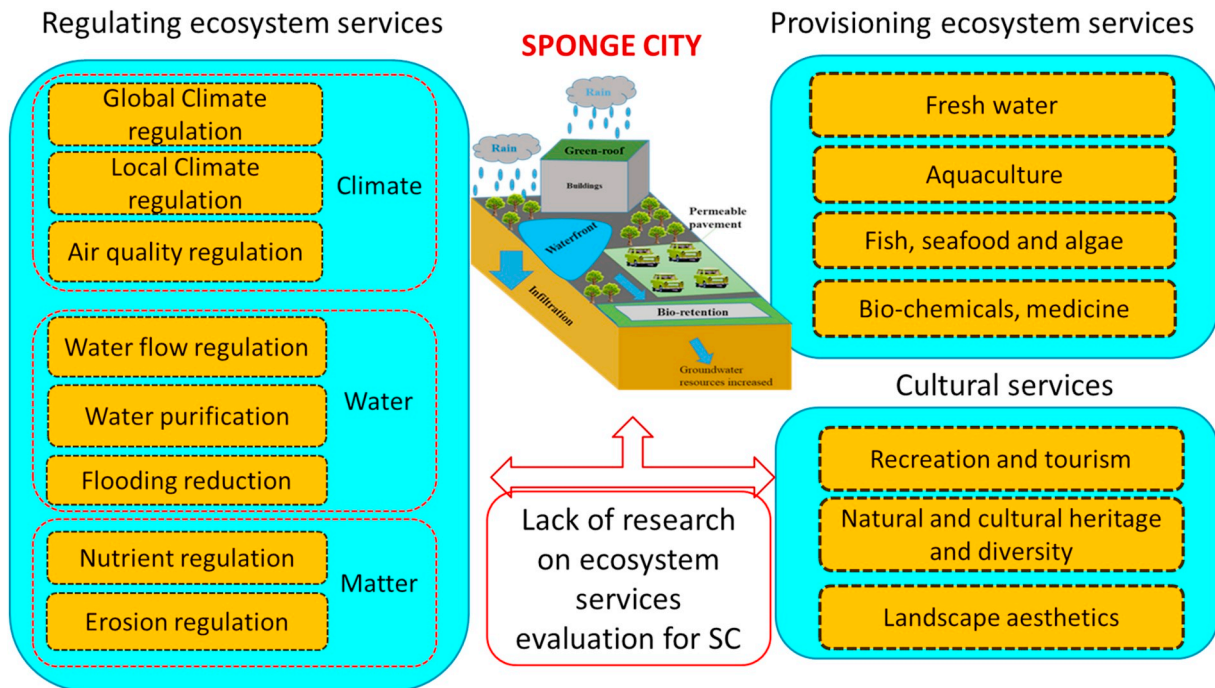 Regulating ecosystem services
Global Climate
regulation
Local Climate
regulation
Air quality regulation
Climate
Water flow regulation
Water purification
Flooding reduction
Water
Nutrient regulation
Erosion regulation
Matter
SPONGE CITY
Rain
Rain
Green-roof
Buildings
Permeable
pavement
Waterfront
Infiltration
Bio-retention
Groundwater
resources increased
Lack of research
on ecosystem
services
evaluation for SC
Provisioning ecosystem services
Fresh water
Aquaculture
Fish, seafood and algae
Bio-chemicals, medicine
Cultural services
Recreation and tourism
Natural and cultural heritage
and diversity
Landscape aesthetics